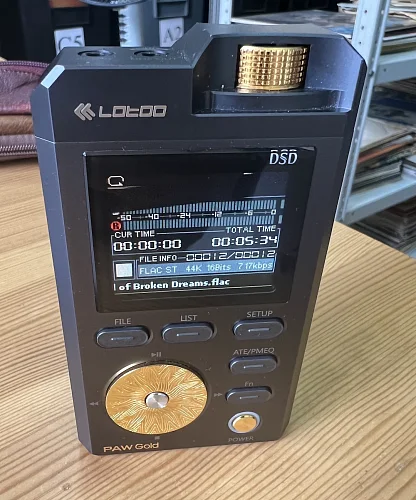 G5
A2
LOTOO
DSD
-50 -40 -24 -12 -6 0
R
CUR TIME TOTAL TIME
00:00:00 00:05:34
FILE INFO 00012/00012
FLAC ST 44K 16Bits 717kbps
of Broken Dreams.flac
FILE LIST SETUP
ATE/PMEQ
Fn
POWER
PAW Gold